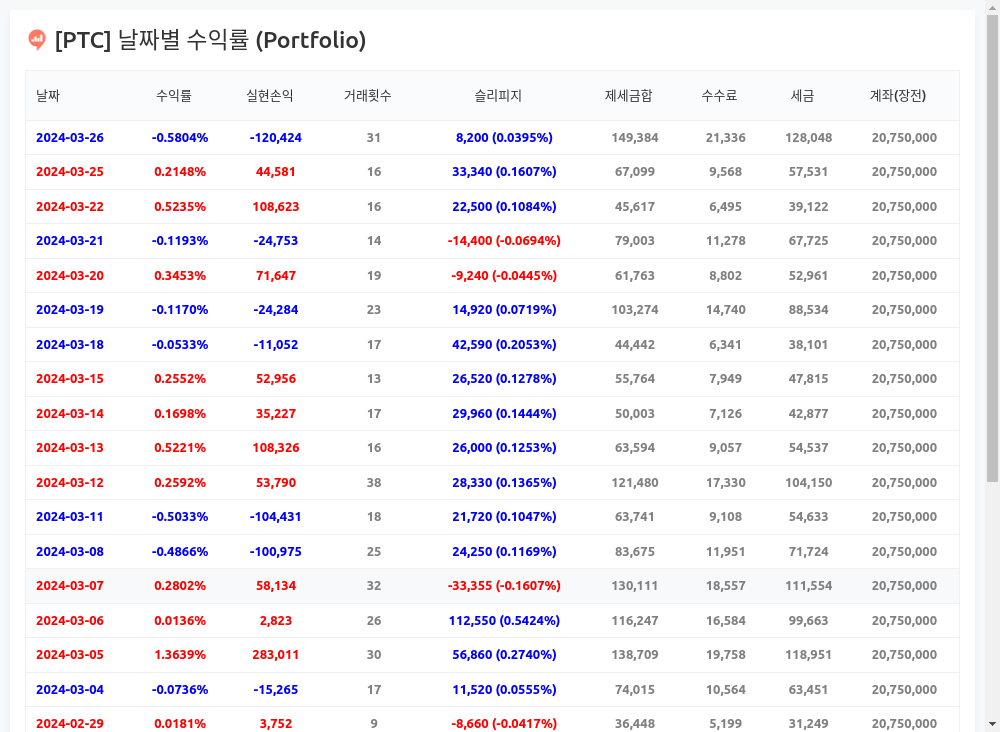 [PTC] 날짜별 수익률 (Portfolio)
날짜 수익률 실현손익 거래횟수 슬리피지 제세금합 수수료 세금 계좌(장전)
2024-03-26 -0.5804% -120,424 31 8,200 (0.0395%) 149,384 21,336 128,048 20,750,000
2024-03-25 0.2148% 44,581 16 33,340 (0.1607%) 67,099 9,568 57,531 20,750,000
2024-03-22 0.5235% 108,623 16 22,500 (0.1084%) 45,617 6,495 39,122 20,750,000
2024-03-21 -0.1193% -24,753 14 -14,400 (-0.0694%) 79,003 11,278 67,725 20,750,000
2024-03-20 0.3453% 71,647 19 -9,240 (-0.0445%) 61,763 8,802 52,961 20,750,000
2024-03-19 -0.1170% -24,284 23 14,920 (0.0719%) 103,274 14,740 88,534 20,750,000
2024-03-18 -0.0533% -11,052 17 42,590 (0.2053%) 44,442 6,341 38,101 20,750,000
2024-03-15 0.2552% 52,956 13 26,520 (0.1278%) 55,764 7,949 47,815 20,750,000
2024-03-14 0.1698% 35,227 17 29,960 (0.1444%) 50,003 7,126 42,877 20,750,000
2024-03-13 0.5221% 108,326 16 26,000 (0.1253%) 63,594 9,057 54,537 20,750,000
2024-03-12 0.2592% 53,790 38 28,330 (0.1365%) 121,480 17,330 104,150 20,750,000
2024-03-11 -0.5033% -104,431 18 21,720 (0.1047%) 63,741 9,108 54,633 20,750,000
2024-03-08 -0.4866% -100,975 25 24,250 (0.1169%) 83,675 11,951 71,724 20,750,000
2024-03-07 0.2802% 58,134 32 -33,355 (-0.1607%) 130,111 18,557 111,554 20,750,000
2024-03-06 0.0136% 2,823 26 112,550 (0.5424%) 116,247 16,584 99,663 20,750,000
2024-03-05 1.3639% 283,011 30 56,860 (0.2740%) 138,709 19,758 118,951 20,750,000
2024-03-04 -0.0736% -15,265 17 11,520 (0.0555%) 74,015 10,564 63,451 20,750,000
2024-02-29 0.0181% 3,752 9 -8,660 (-0.0417%) 36,448 5,199 31,249 20,750,000